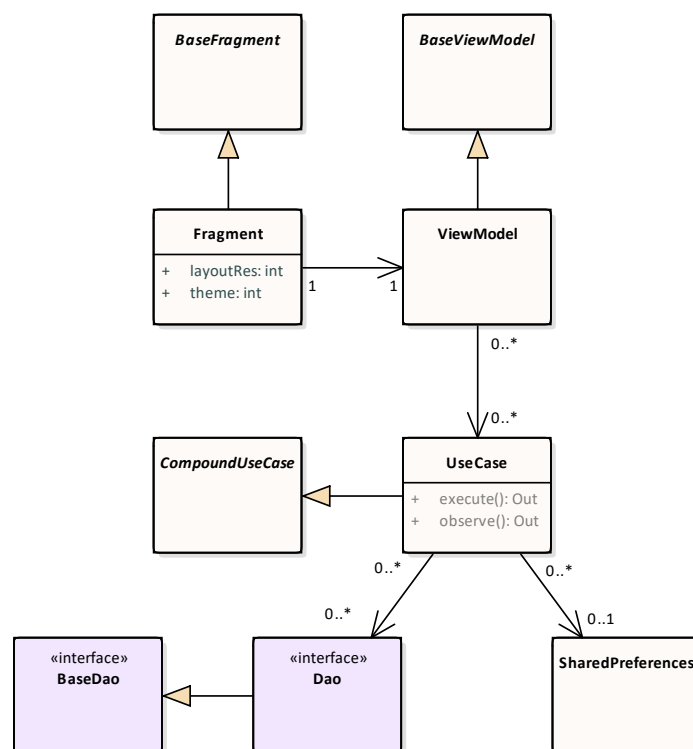 BaseFragment
BaseViewModel
Fragment
+ layoutRes: int
+ theme: int
ViewModel
1
1
0..*
0..*
CompoundUseCase
UseCase
+ execute(): Out
+ observe(): Out
0..*
0..*
0..*
0..1
«interface»
BaseDao
«interface»
Dao
SharedPreferences